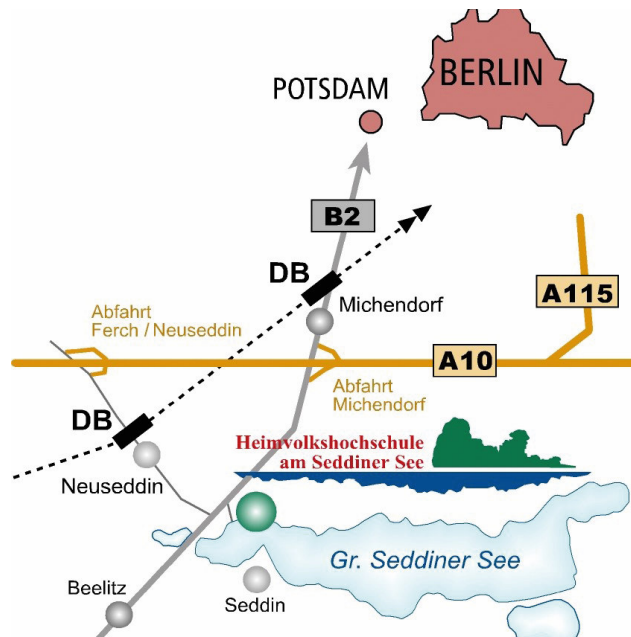 BERLIN
POTSDAM
B2
DB
Michendorf
A115
Abfahrt
Ferch / Neuseddin
A10
Abfahrt
Michendorf
DB
Heimvolkshochschule
am Seddiner See
Neuseddin
Gr. Seddiner See
Beelitz
Seddin